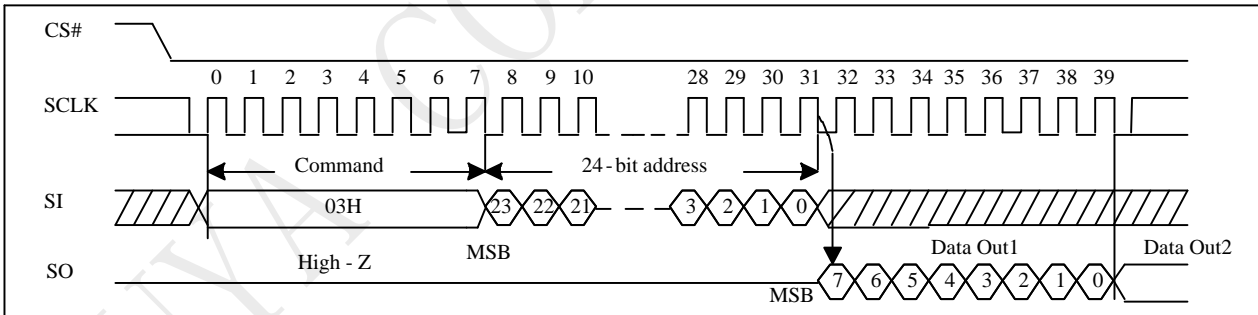 CS#
0 1 2 3 4 5 6 7 8 9 10 28 29 30 31 32 33 34 35 36 37 38 39
SCLK
Command 24-bit address
SI 03H 23 22 21 3 2 1 0
High - Z MSB Data Out1 Data Out2
SO
MSB 7 6 5 4 3 2 1 0